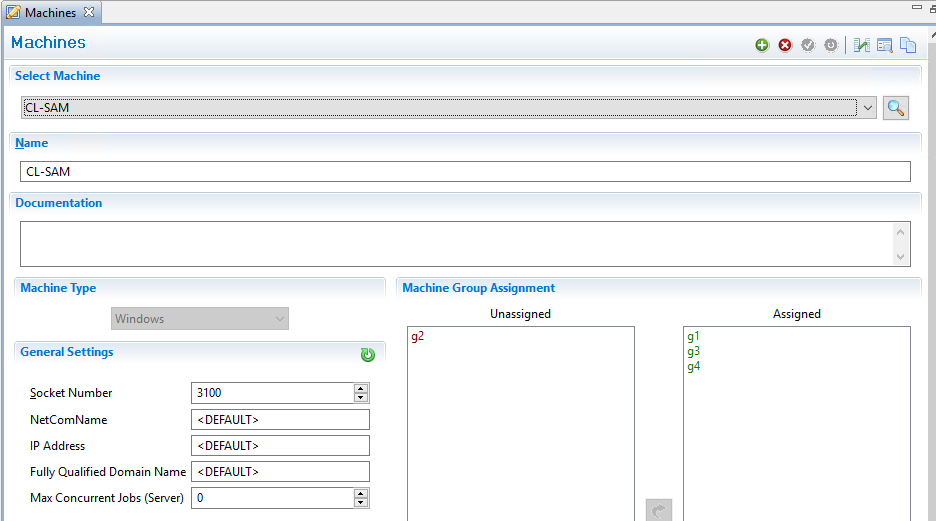 Machines
Machines
Select Machine
CL-SAM
Name
CL-SAM
Documentation
Machine Type
Windows
General Settings
Socket Number 3100
NetComName <DEFAULT>
IP Address <DEFAULT>
Fully Qualified Domain Name <DEFAULT>
Max Concurrent Jobs (Server) 0
Machine Group Assignment
Unassigned
g2
Assigned
g1
g3
g4